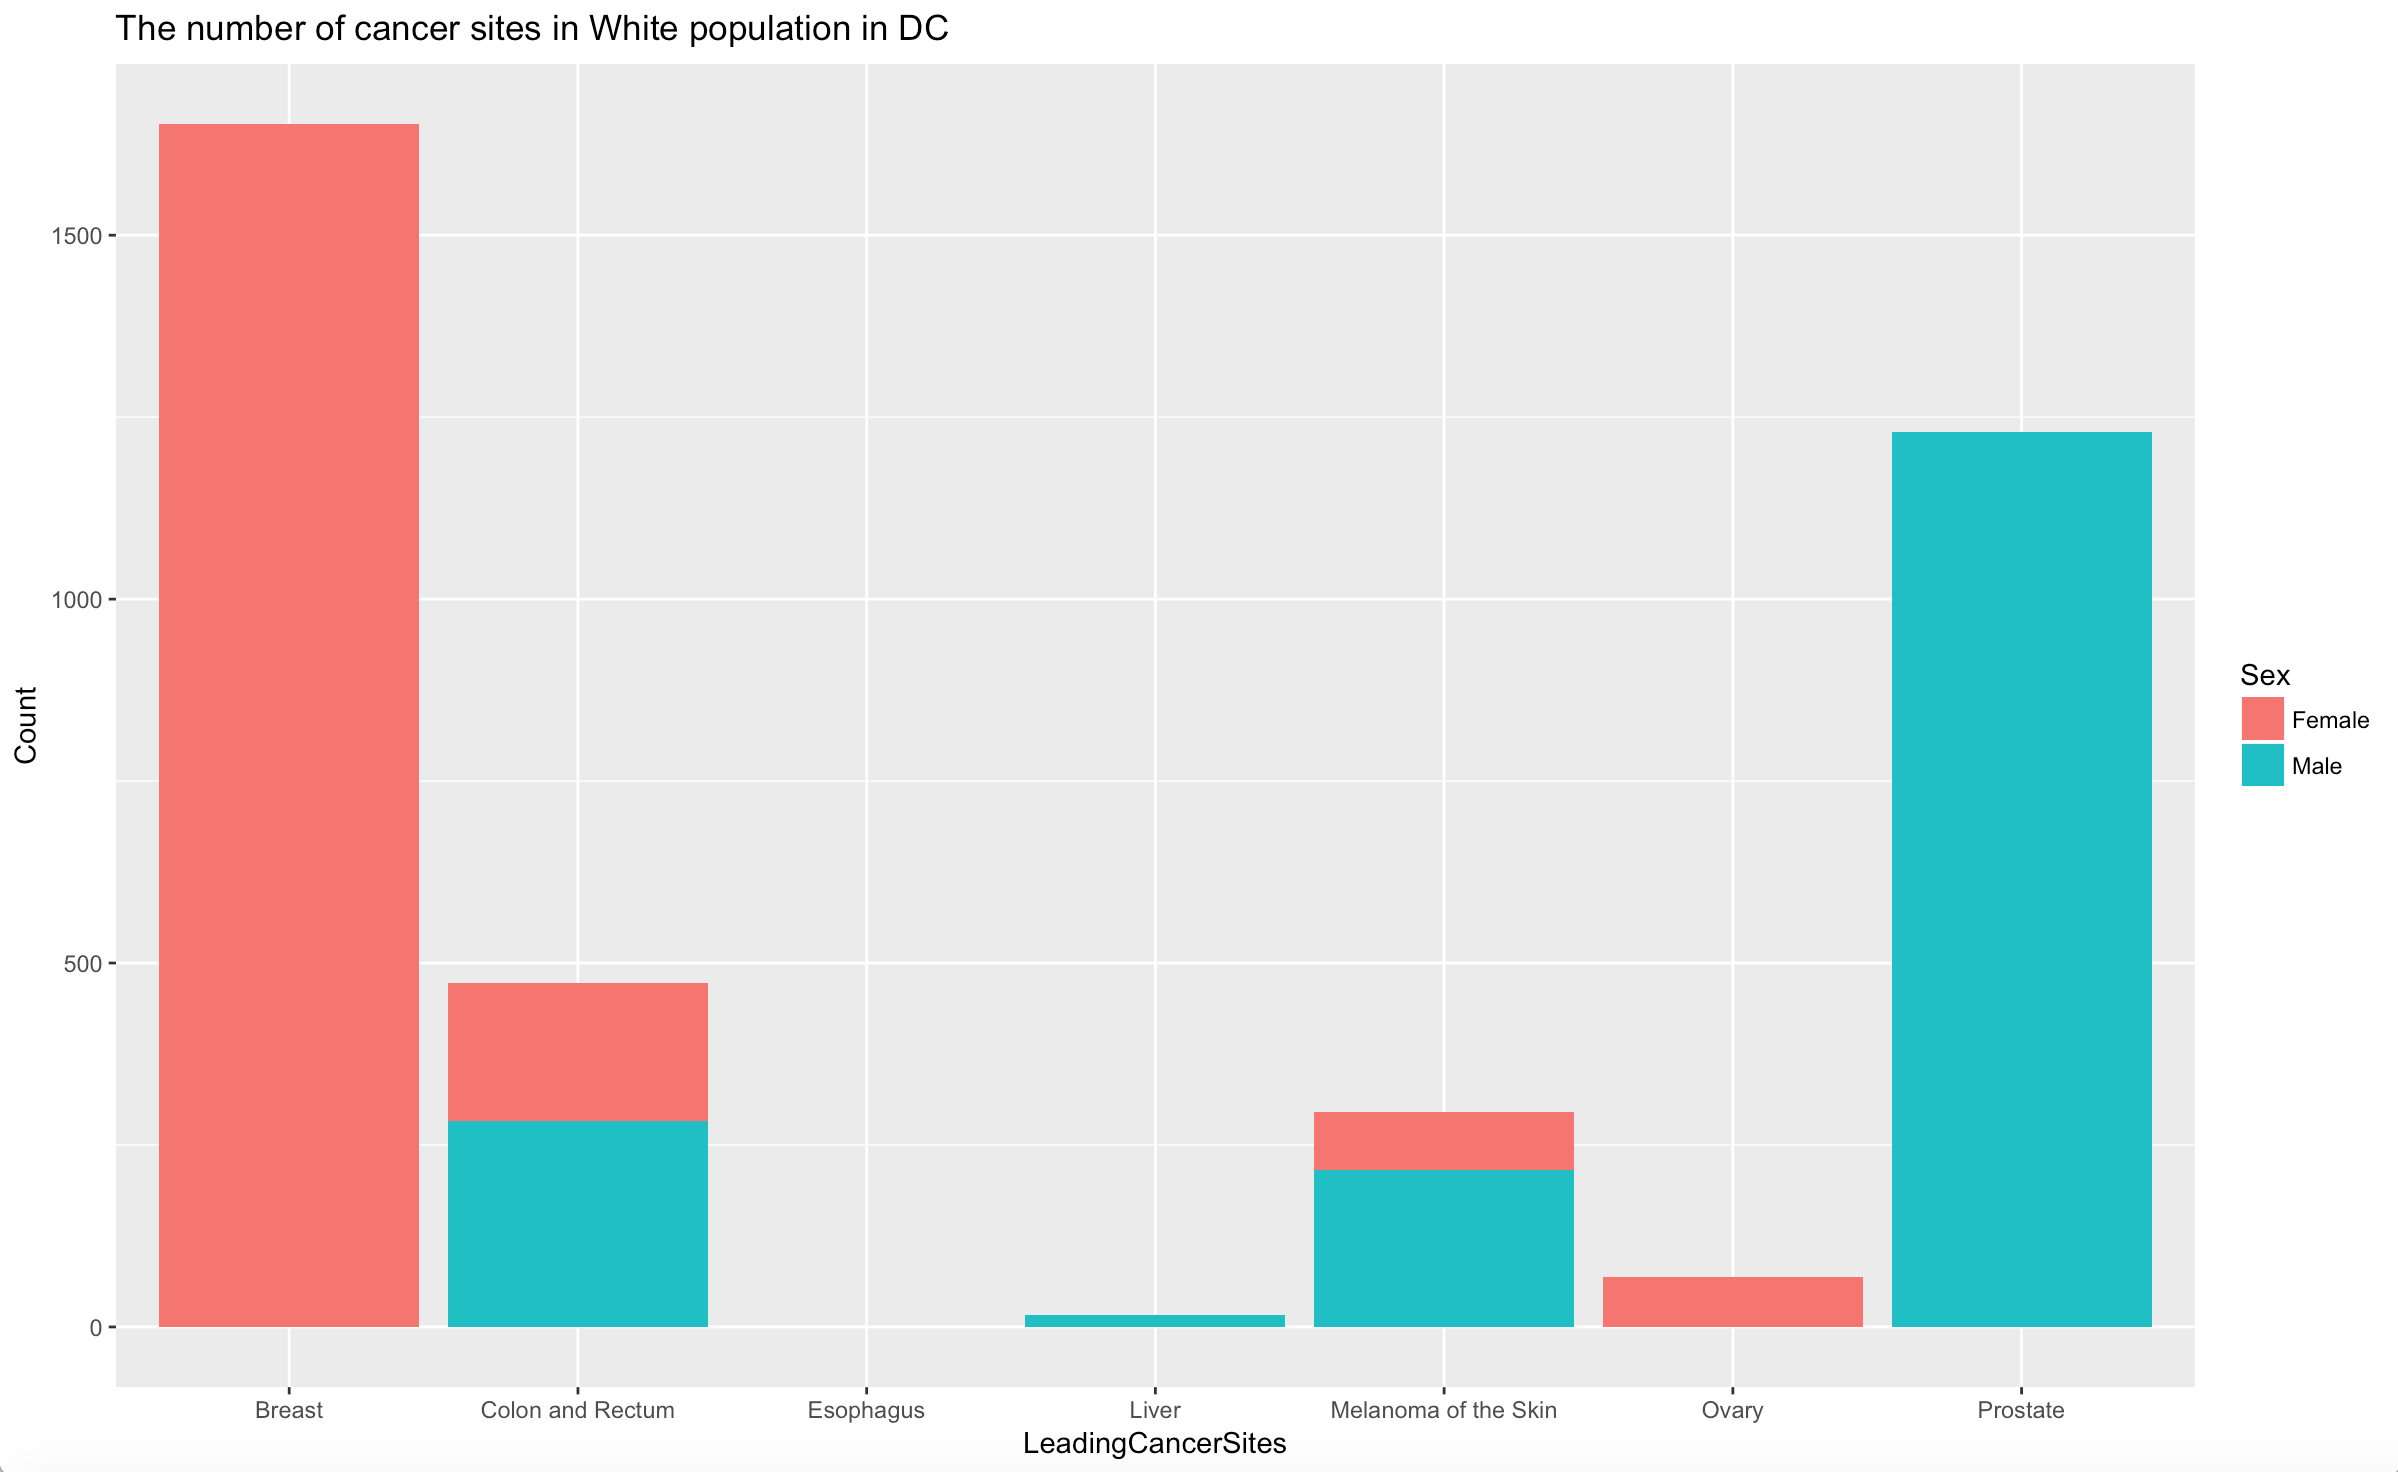 The number of cancer sites in White population in DC
1500
1000
500
0
Count
Breast
Colon and Rectum
Esophagus
Liver
Melanoma of the Skin
Ovary
Prostate
LeadingCancerSites
Sex
Female
Male